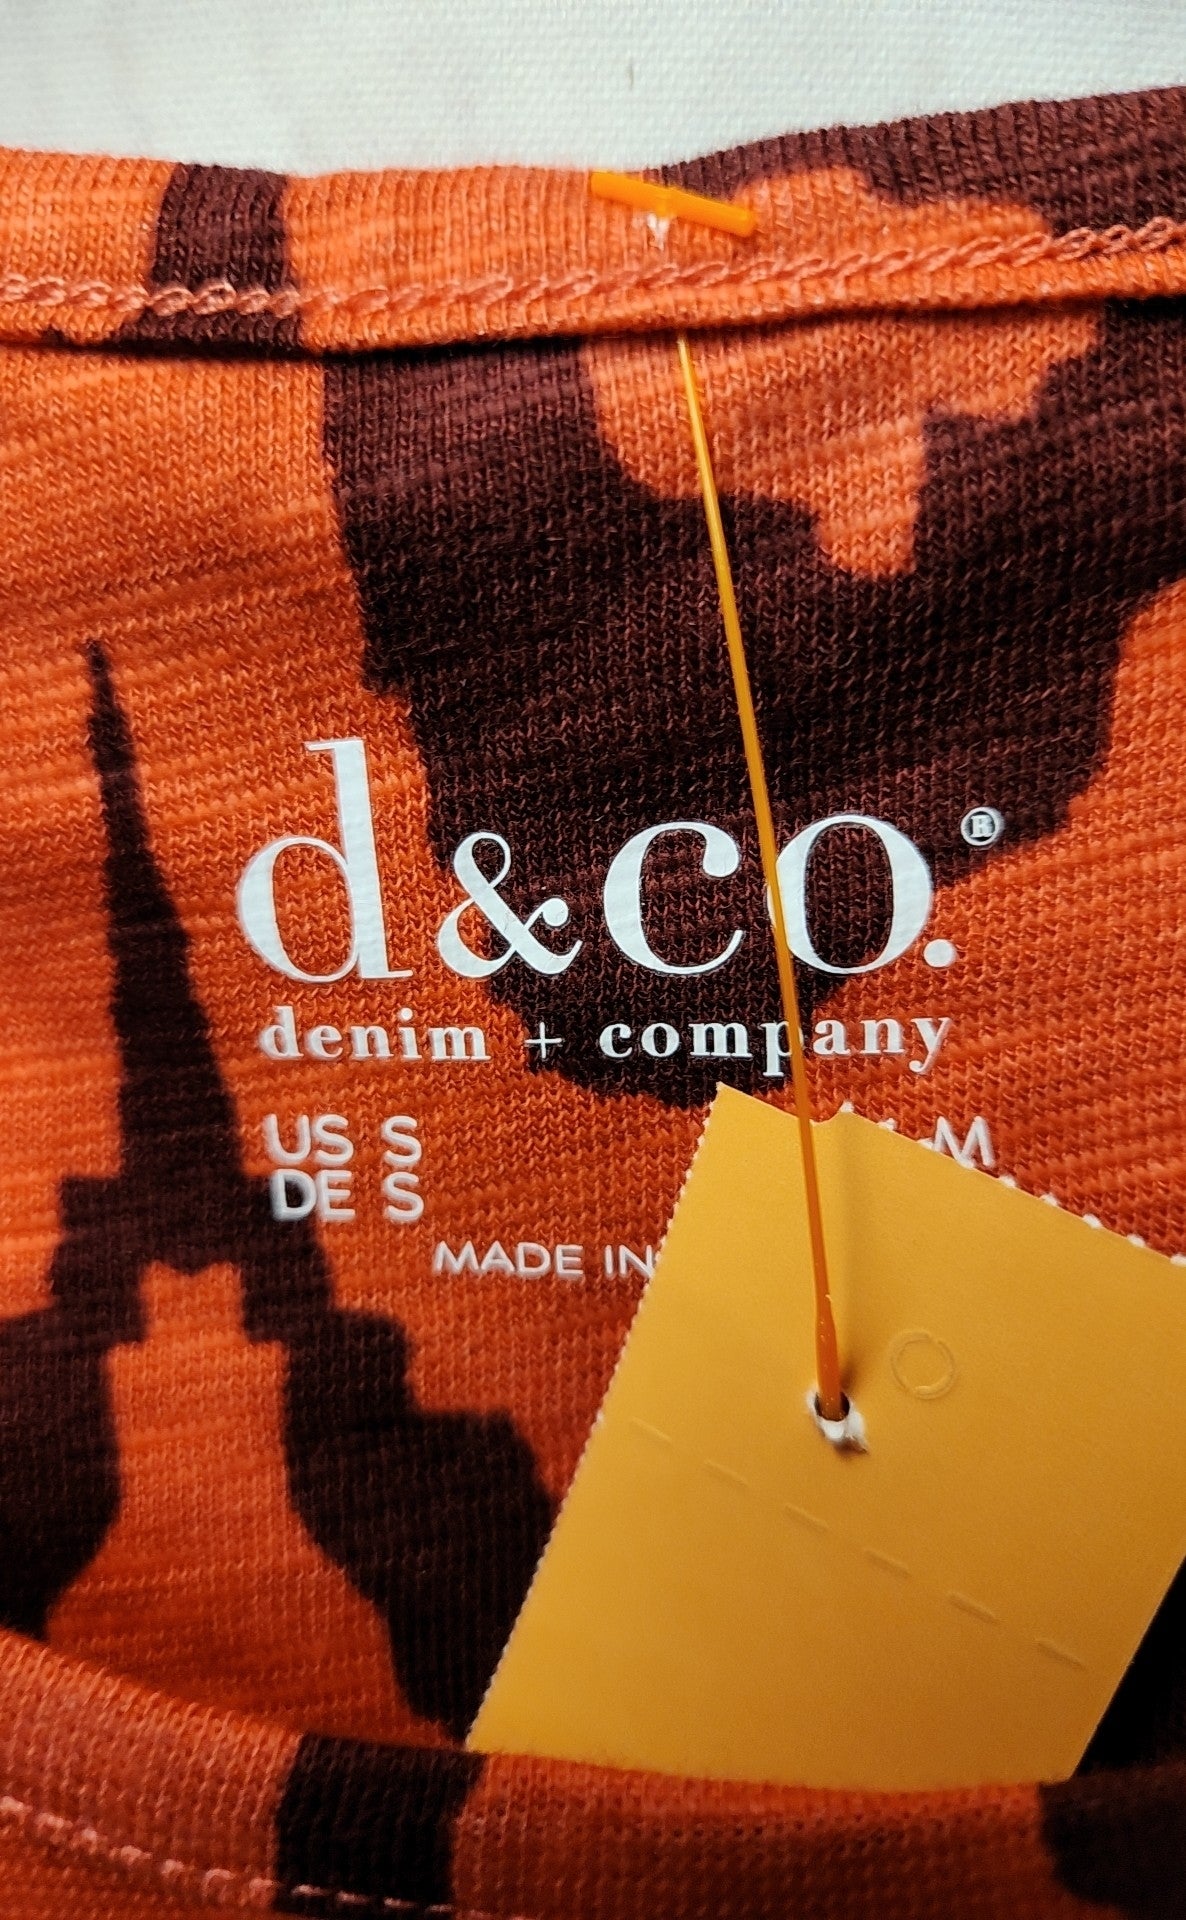 d&co.®
denim + company
US S M
DE S
MADE IN